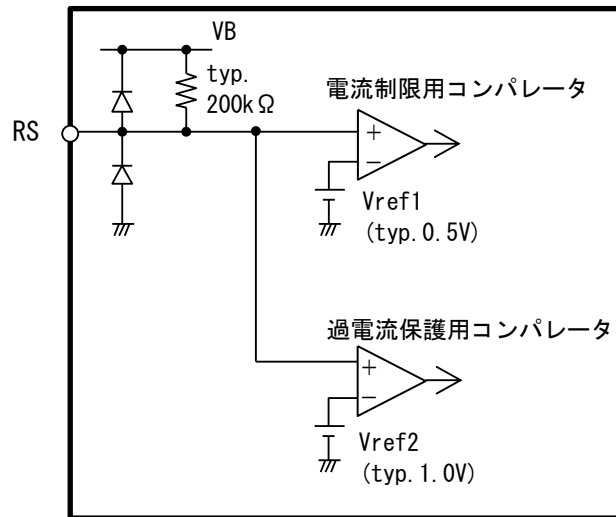 VB
typ.
200kΩ
RS
電流制限用コンパレータ
+
−
Vref1
(typ.0.5V)
過電流保護用コンパレータ
+
−
Vref2
(typ.1.0V)